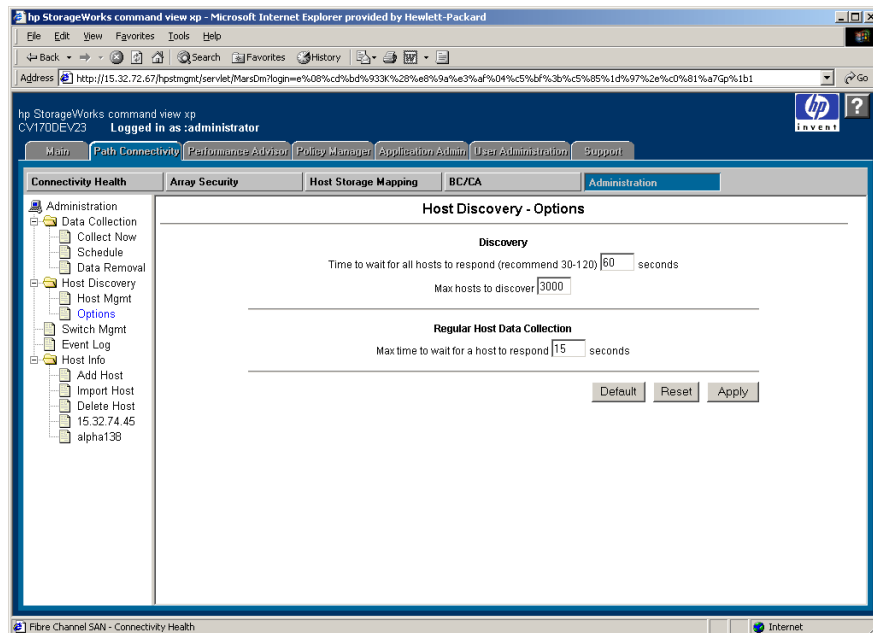 hp StorageWorks command view xp - Microsoft Internet Explorer provided by Hewlett-Packard
File Edit View Favorites Tools Help
Back Search Favorites History
Address http://15.32.72.67/hpstmgmt/servlet/MarsDm?login=e%08%cd%bd%933K%28%e8%9a%e3%af%04%c5%bf%3b%c5%85%1d%97%2e%c0%81%a7Gp%1b1 Go
hp StorageWorks command view xp
CV170DEV23 Logged in as :administrator
hp invent ?
Main Path Connectivity Performance Advisor Policy Manager Application Admin User Administration Support
Connectivity Health Array Security Host Storage Mapping BC/CA Administration
Administration
Data Collection
Collect Now
Schedule
Data Removal
Host Discovery
Host Mgmt
Options
Switch Mgmt
Event Log
Host Info
Add Host
Import Host
Delete Host
15.32.74.45
alpha138
Host Discovery - Options
Discovery
Time to wait for all hosts to respond (recommend 30-120) 60 seconds
Max hosts to discover 3000
Regular Host Data Collection
Max time to wait for a host to respond 15 seconds
Default Reset Apply
Fibre Channel SAN - Connectivity Health Internet